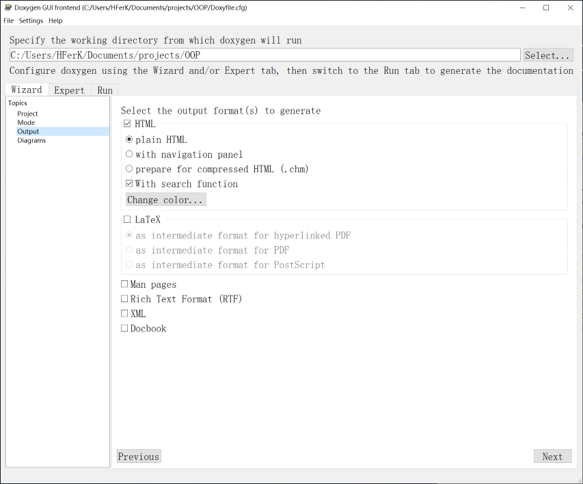 Doxygen GUI frontend (C:/Users/HFerK/Documents/projects/OOP/Doxyfile.cfg)
File Settings Help
Specify the working directory from which doxygen will run
C:/Users/HFerK/Documents/projects/OOP Select...
Configure doxygen using the Wizard and/or Expert tab, then switch to the Run tab to generate the documentation
Wizard Expert Run
Topics
Project
Mode
Output
Diagrams
Select the output format(s) to generate
HTML
plain HTML
with navigation panel
prepare for compressed HTML (.chm)
With search function
Change color...
LaTeX
as intermediate format for hyperlinked PDF
as intermediate format for PDF
as intermediate format for PostScript
Man pages
Rich Text Format (RTF)
XML
Docbook
Previous Next